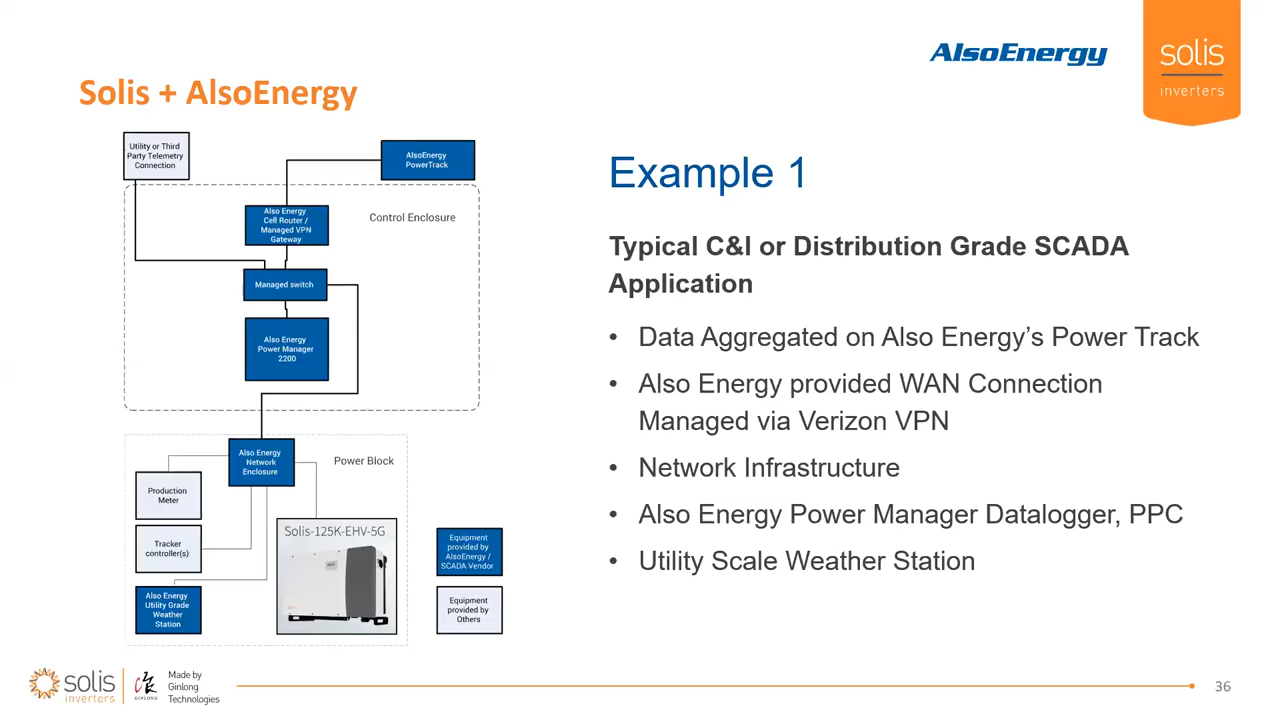 AlsoEnergy
solis
inverters
Solis + AlsoEnergy
Utility or Third
Party Telemetry
Connection
AlsoEnergy
PowerTrack
Control Enclosure
Also Energy
Cell Router /
Managed VPN
Gateway
Managed switch
Also Energy
Power Manager
2200
Also Energy
Network
Enclosure
Power Block
Production
Meter
Tracker
controller(s)
Also Energy
Utility Grade
Weather
Station
Solis-125K-EHV-5G
Equipment
provided by
AlsoEnergy /
SCADA Vendor
Equipment
provided by
Others
Example 1
Typical C&I or Distribution Grade SCADA
Application
• Data Aggregated on Also Energy’s Power Track
• Also Energy provided WAN Connection
Managed via Verizon VPN
• Network Infrastructure
• Also Energy Power Manager Datalogger, PPC
• Utility Scale Weather Station
solis
inverters
GINLONG
Made by
Ginlong
Technologies
36